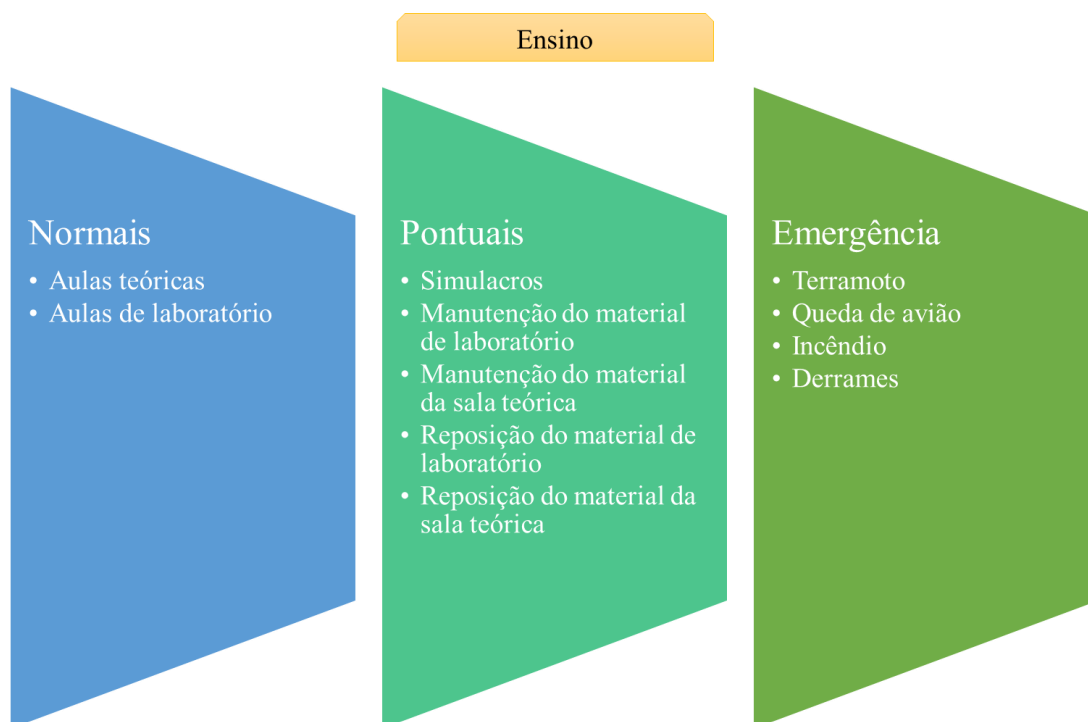 Ensino
Normais
• Aulas teóricas
• Aulas de laboratório
Pontuais
• Simulacros
• Manutenção do material
de laboratório
• Manutenção do material
da sala teórica
• Reposição do material de
laboratório
• Reposição do material da
sala teórica
Emergência
• Terramoto
• Queda de avião
• Incêndio
• Derrames